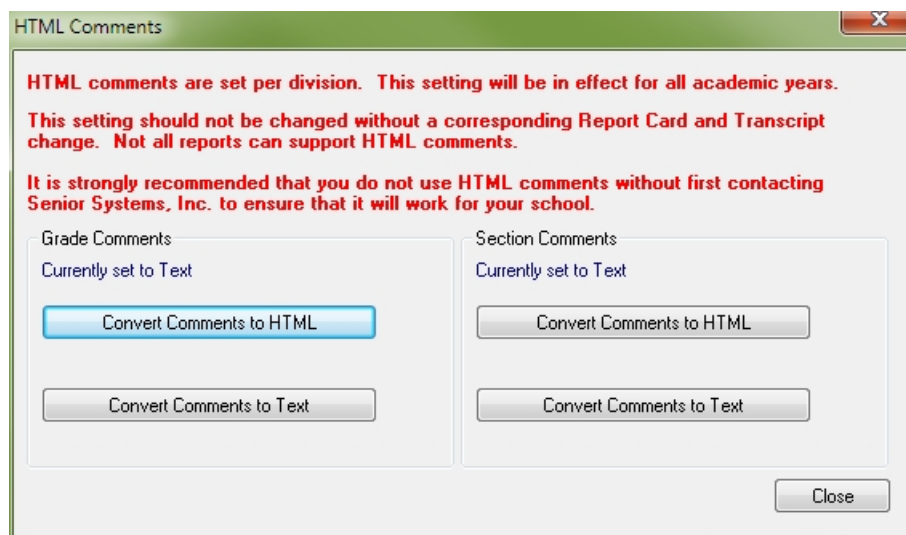 HTML Comments
X
HTML comments are set per division.  This setting will be in effect for all academic years.
This setting should not be changed without a corresponding Report Card and Transcript
change.  Not all reports can support HTML comments.
It is strongly recommended that you do not use HTML comments without first contacting
Senior Systems, Inc. to ensure that it will work for your school.
Grade Comments
Currently set to Text
Convert Comments to HTML
Convert Comments to Text
Section Comments
Currently set to Text
Convert Comments to HTML
Convert Comments to Text
Close